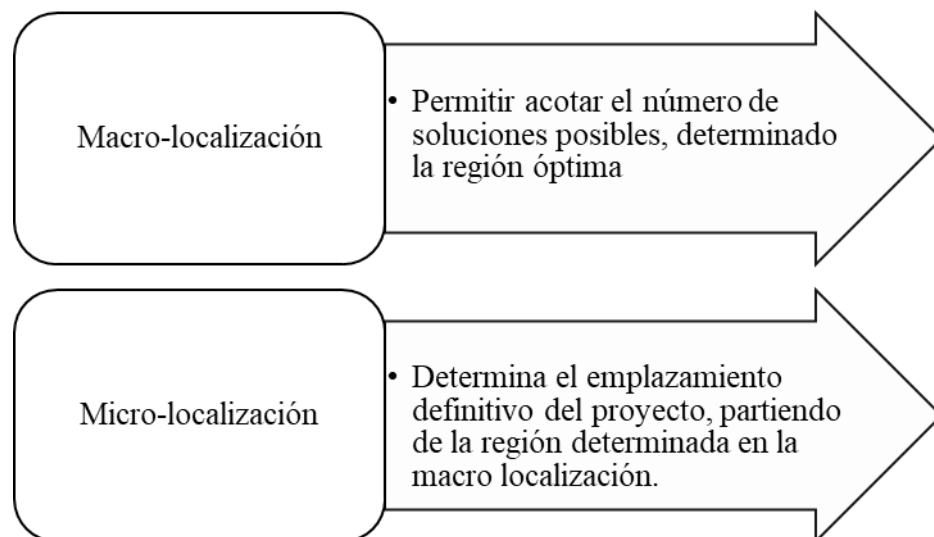 Macro-localización
• Permitir acotar el número de
soluciones posibles, determinado
la región óptima
Micro-localización
• Determina el emplazamiento
definitivo del proyecto, partiendo
de la región determinada en la
macro localización.